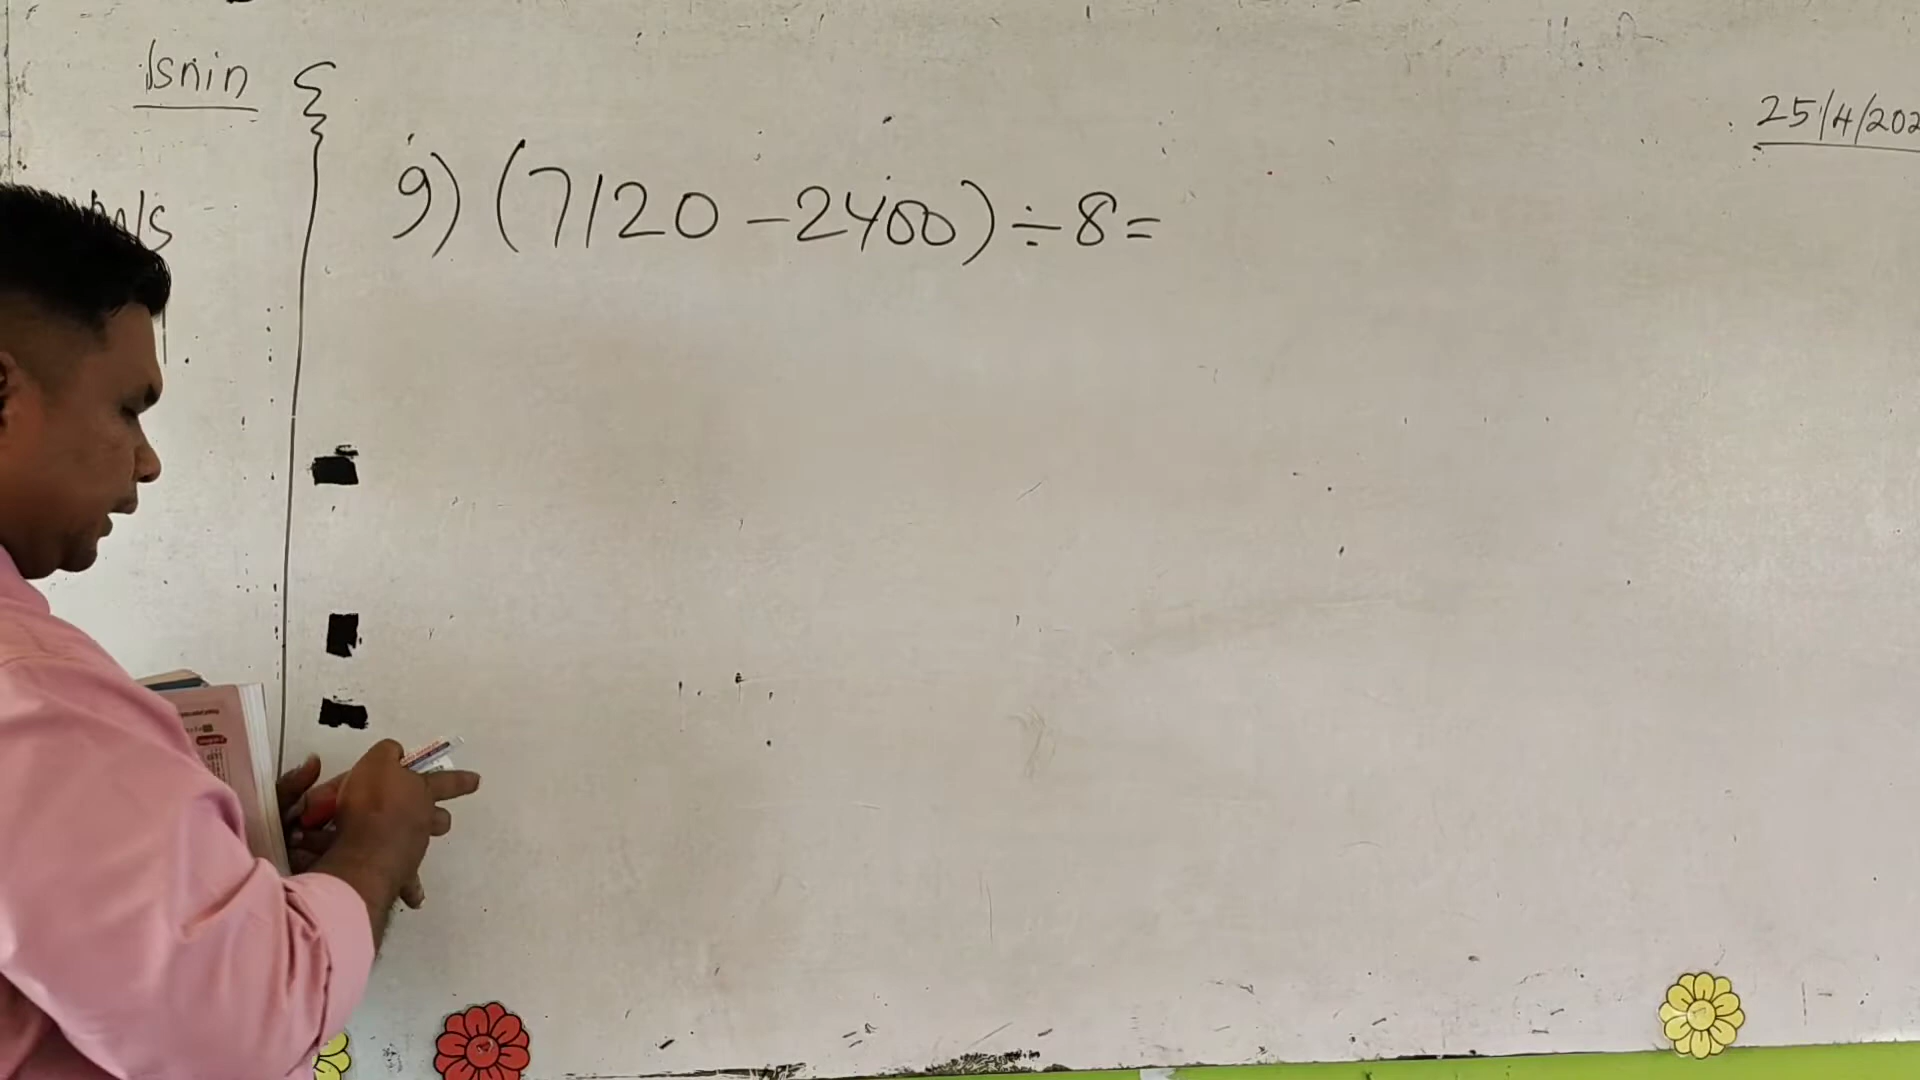 Isnin
25/4/202
9) (7120 - 2400) ÷ 8 =